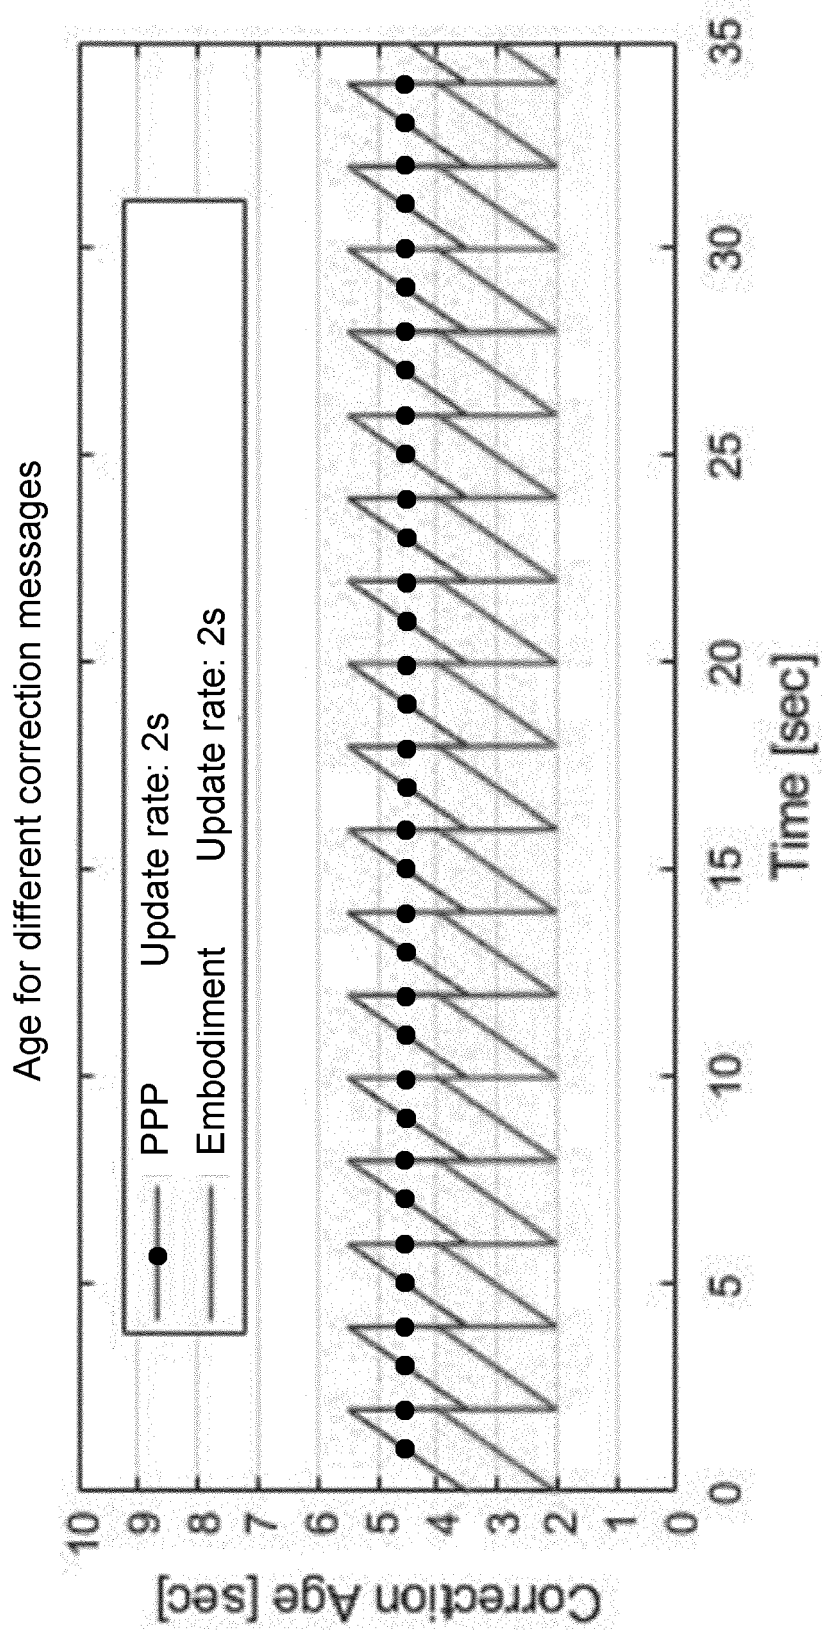 Age for different correction messages
PPP Update rate: 2s
Embodiment Update rate: 2s
Correction Age [sec]
10
9
8
7
6
5
4
3
2
1
0
0 5 10 15 20 25 30 35
Time [sec]